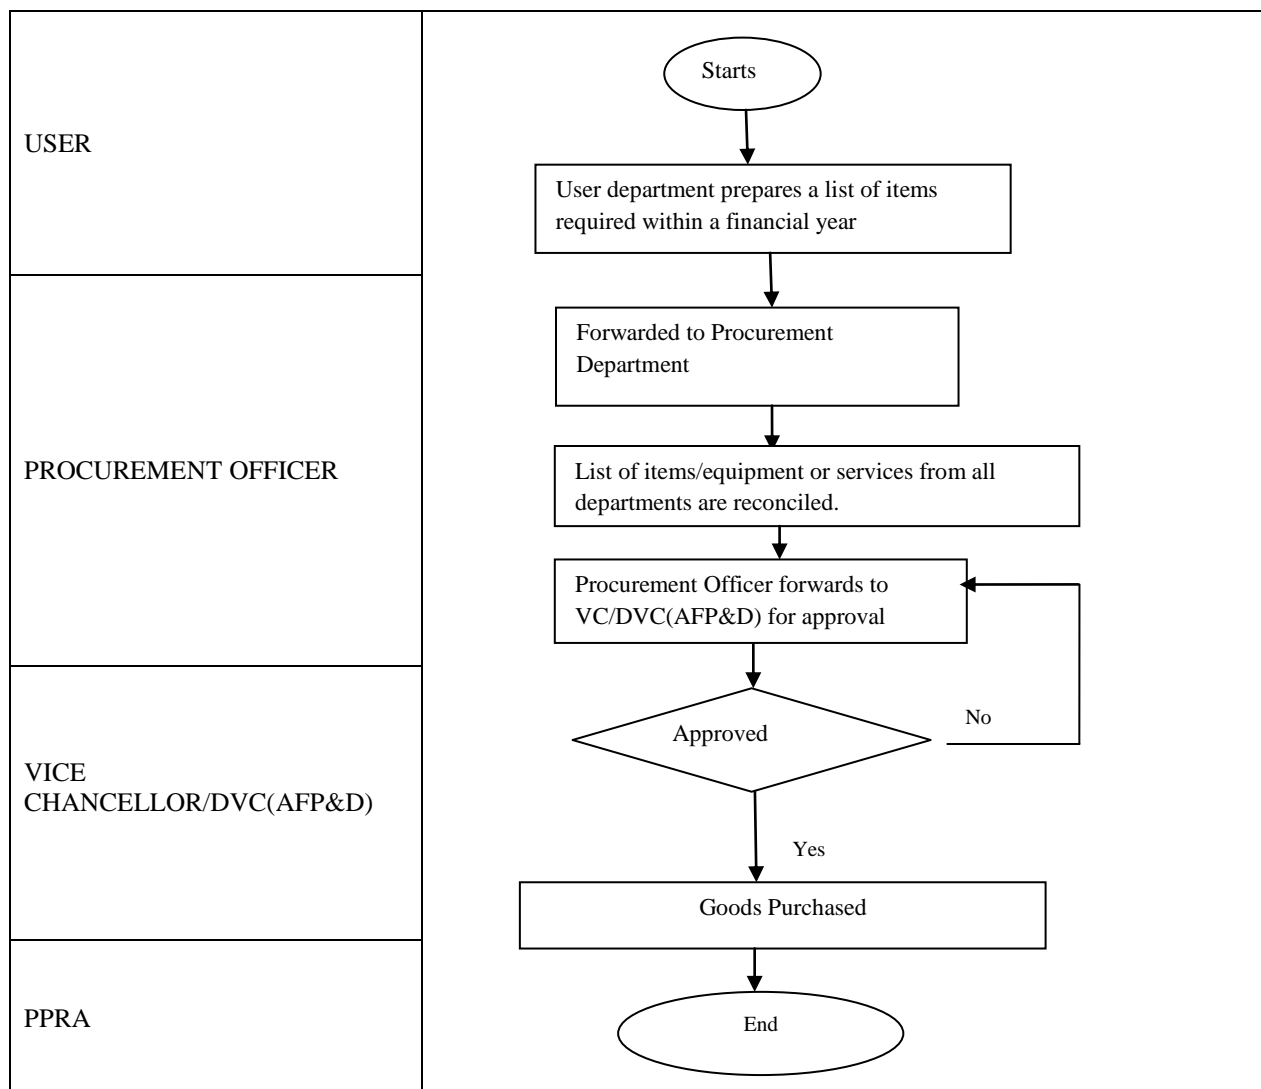 Starts
USER
User department prepares a list of items
required within a financial year
Forwarded to Procurement
Department
PROCUREMENT OFFICER
List of items/equipment or services from all
departments are reconciled.
Procurement Officer forwards to
VC/DVC(AFP&D) for approval
No
Approved
VICE
CHANCELLOR/DVC(AFP&D)
Yes
Goods Purchased
PPRA
End